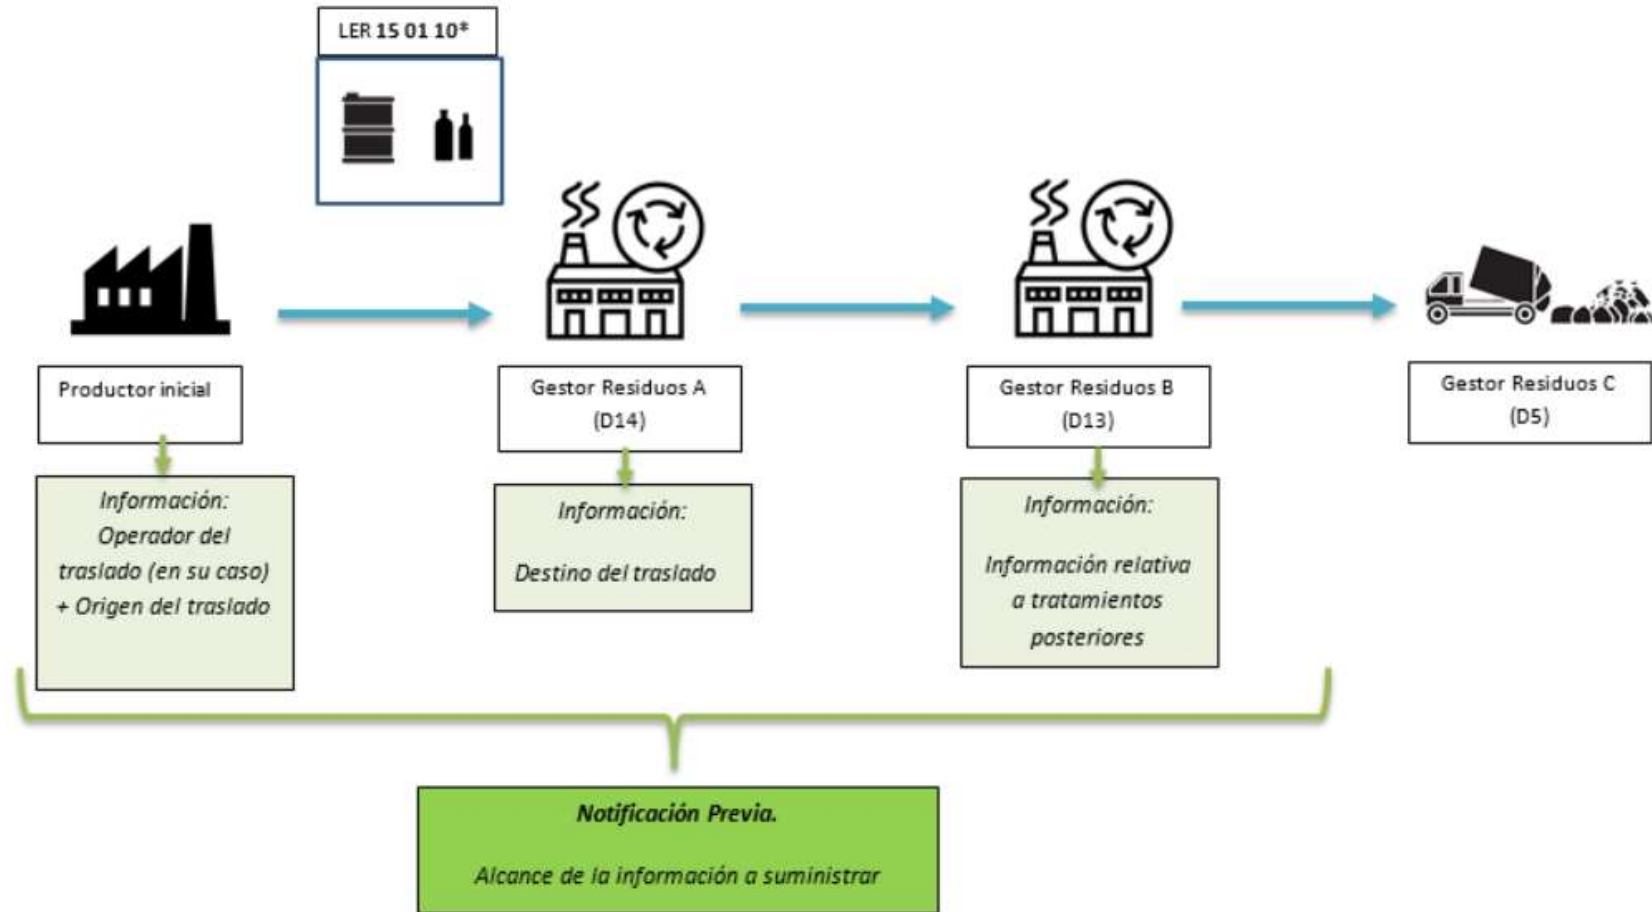 LER 15 01 10*
Productor inicial
Gestor Residuos A
(D14)
Gestor Residuos B
(D13)
Gestor Residuos C
(D5)
Información:
Operador del
traslado (en su caso)
+ Origen del traslado
Información:
Destino del traslado
Información:
Información relativa
a tratamientos
posteriores
Notificación Previa.
Alcance de la información a suministrar